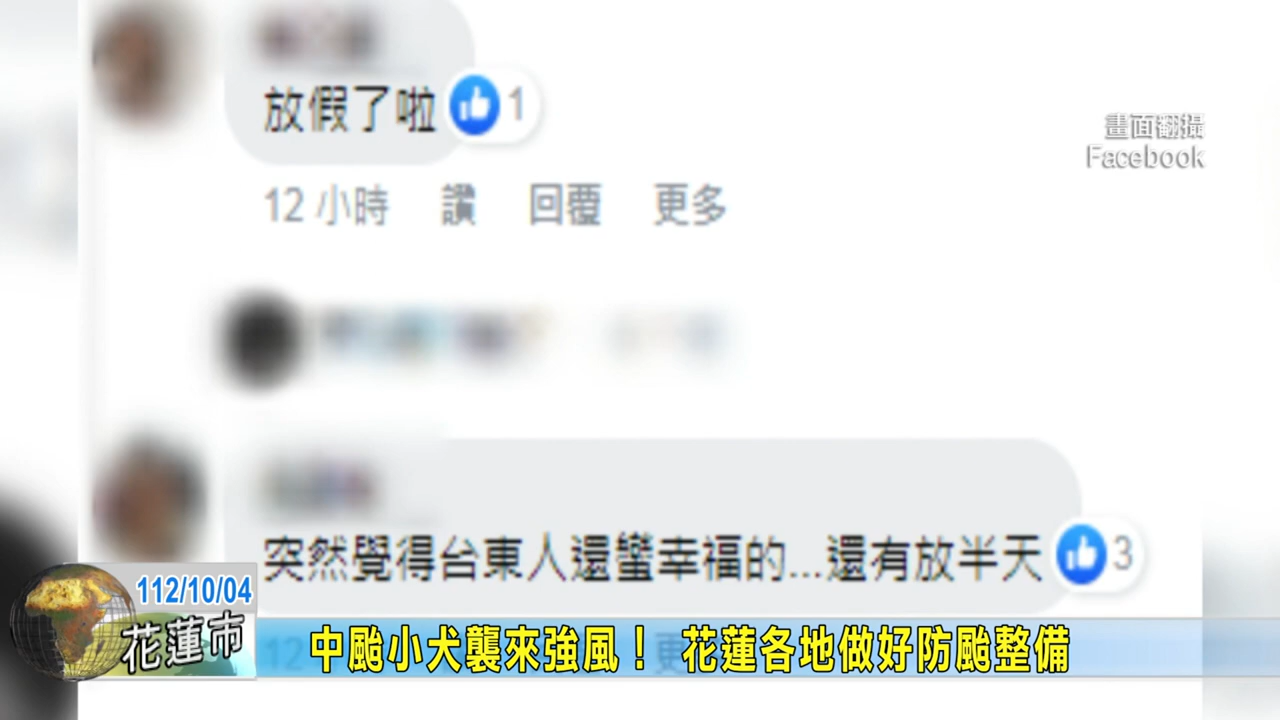 放假了啦 1
畫面翻攝
Facebook
12 小時 讚 回覆 更多
突然覺得台東人還蠻幸福的...還有放半天 3
112/10/04
花蓮市
中颱小犬襲來強風！ 花蓮各地做好防颱整備